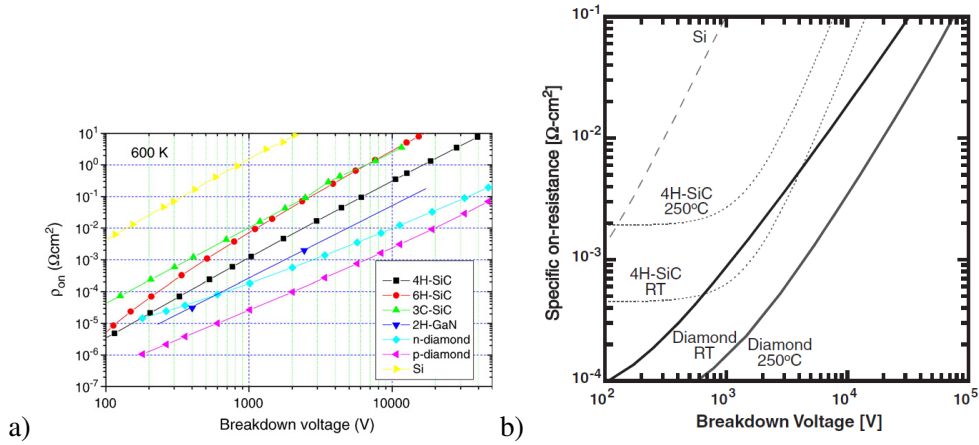 a)
600 K
ρon (Ωcm²)
10¹
10⁰
10⁻¹
10⁻²
10⁻³
10⁻⁴
10⁻⁵
10⁻⁶
10⁻⁷
4H-SiC
6H-SiC
3C-SiC
2H-GaN
n-diamond
p-diamond
Si
100
1000
10000
Breakdown voltage (V)
b)
Specific on-resistance [Ω-cm²]
10⁻¹
10⁻²
10⁻³
10⁻⁴
Si
4H-SiC
250ºC
4H-SiC
RT
Diamond
RT
Diamond
250ºC
10²
10³
10⁴
10⁵
Breakdown Voltage [V]